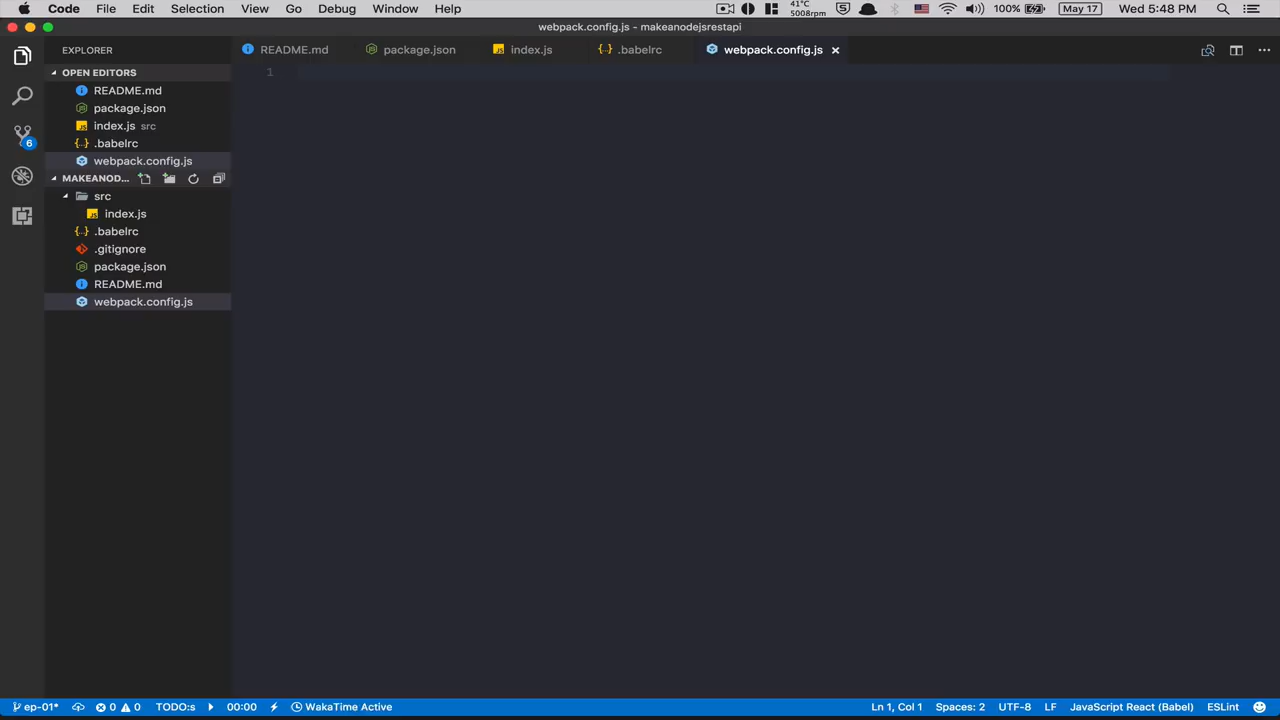 Code File Edit Selection View Go Debug Window Help 41°C 5008rpm 5 100% May 17 Wed 5:48 PM
webpack.config.js - makeanodejsrestapi
EXPLORER
README.md package.json index.js .babelrc webpack.config.js
OPEN EDITORS
README.md
package.json
index.js src
.babelrc
webpack.config.js
MAKEANOD...
src
index.js
.babelrc
.gitignore
package.json
README.md
webpack.config.js
6
1
ep-01* 0 0 TODO:s 00:00 WakaTime Active Ln 1, Col 1 Spaces: 2 UTF-8 LF JavaScript React (Babel) ESLint